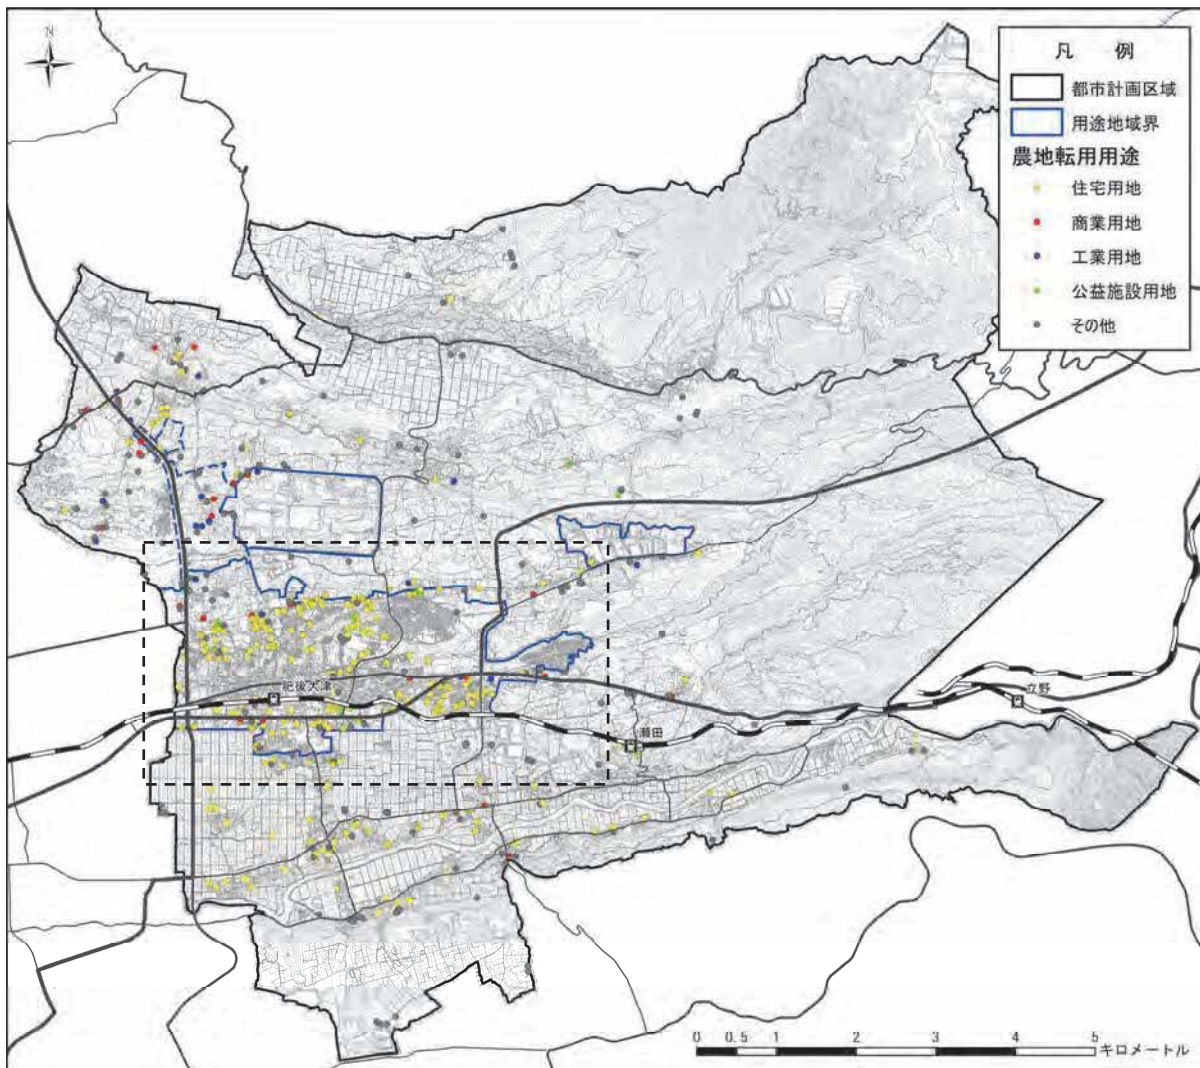 N
凡 例
都市計画区域
用途地域界
農地転用用途
住宅用地
商業用地
工業用地
公益施設用地
その他
肥後大津
立野
瀬田
0 0.5 1 2 3 4 5
キロメートル